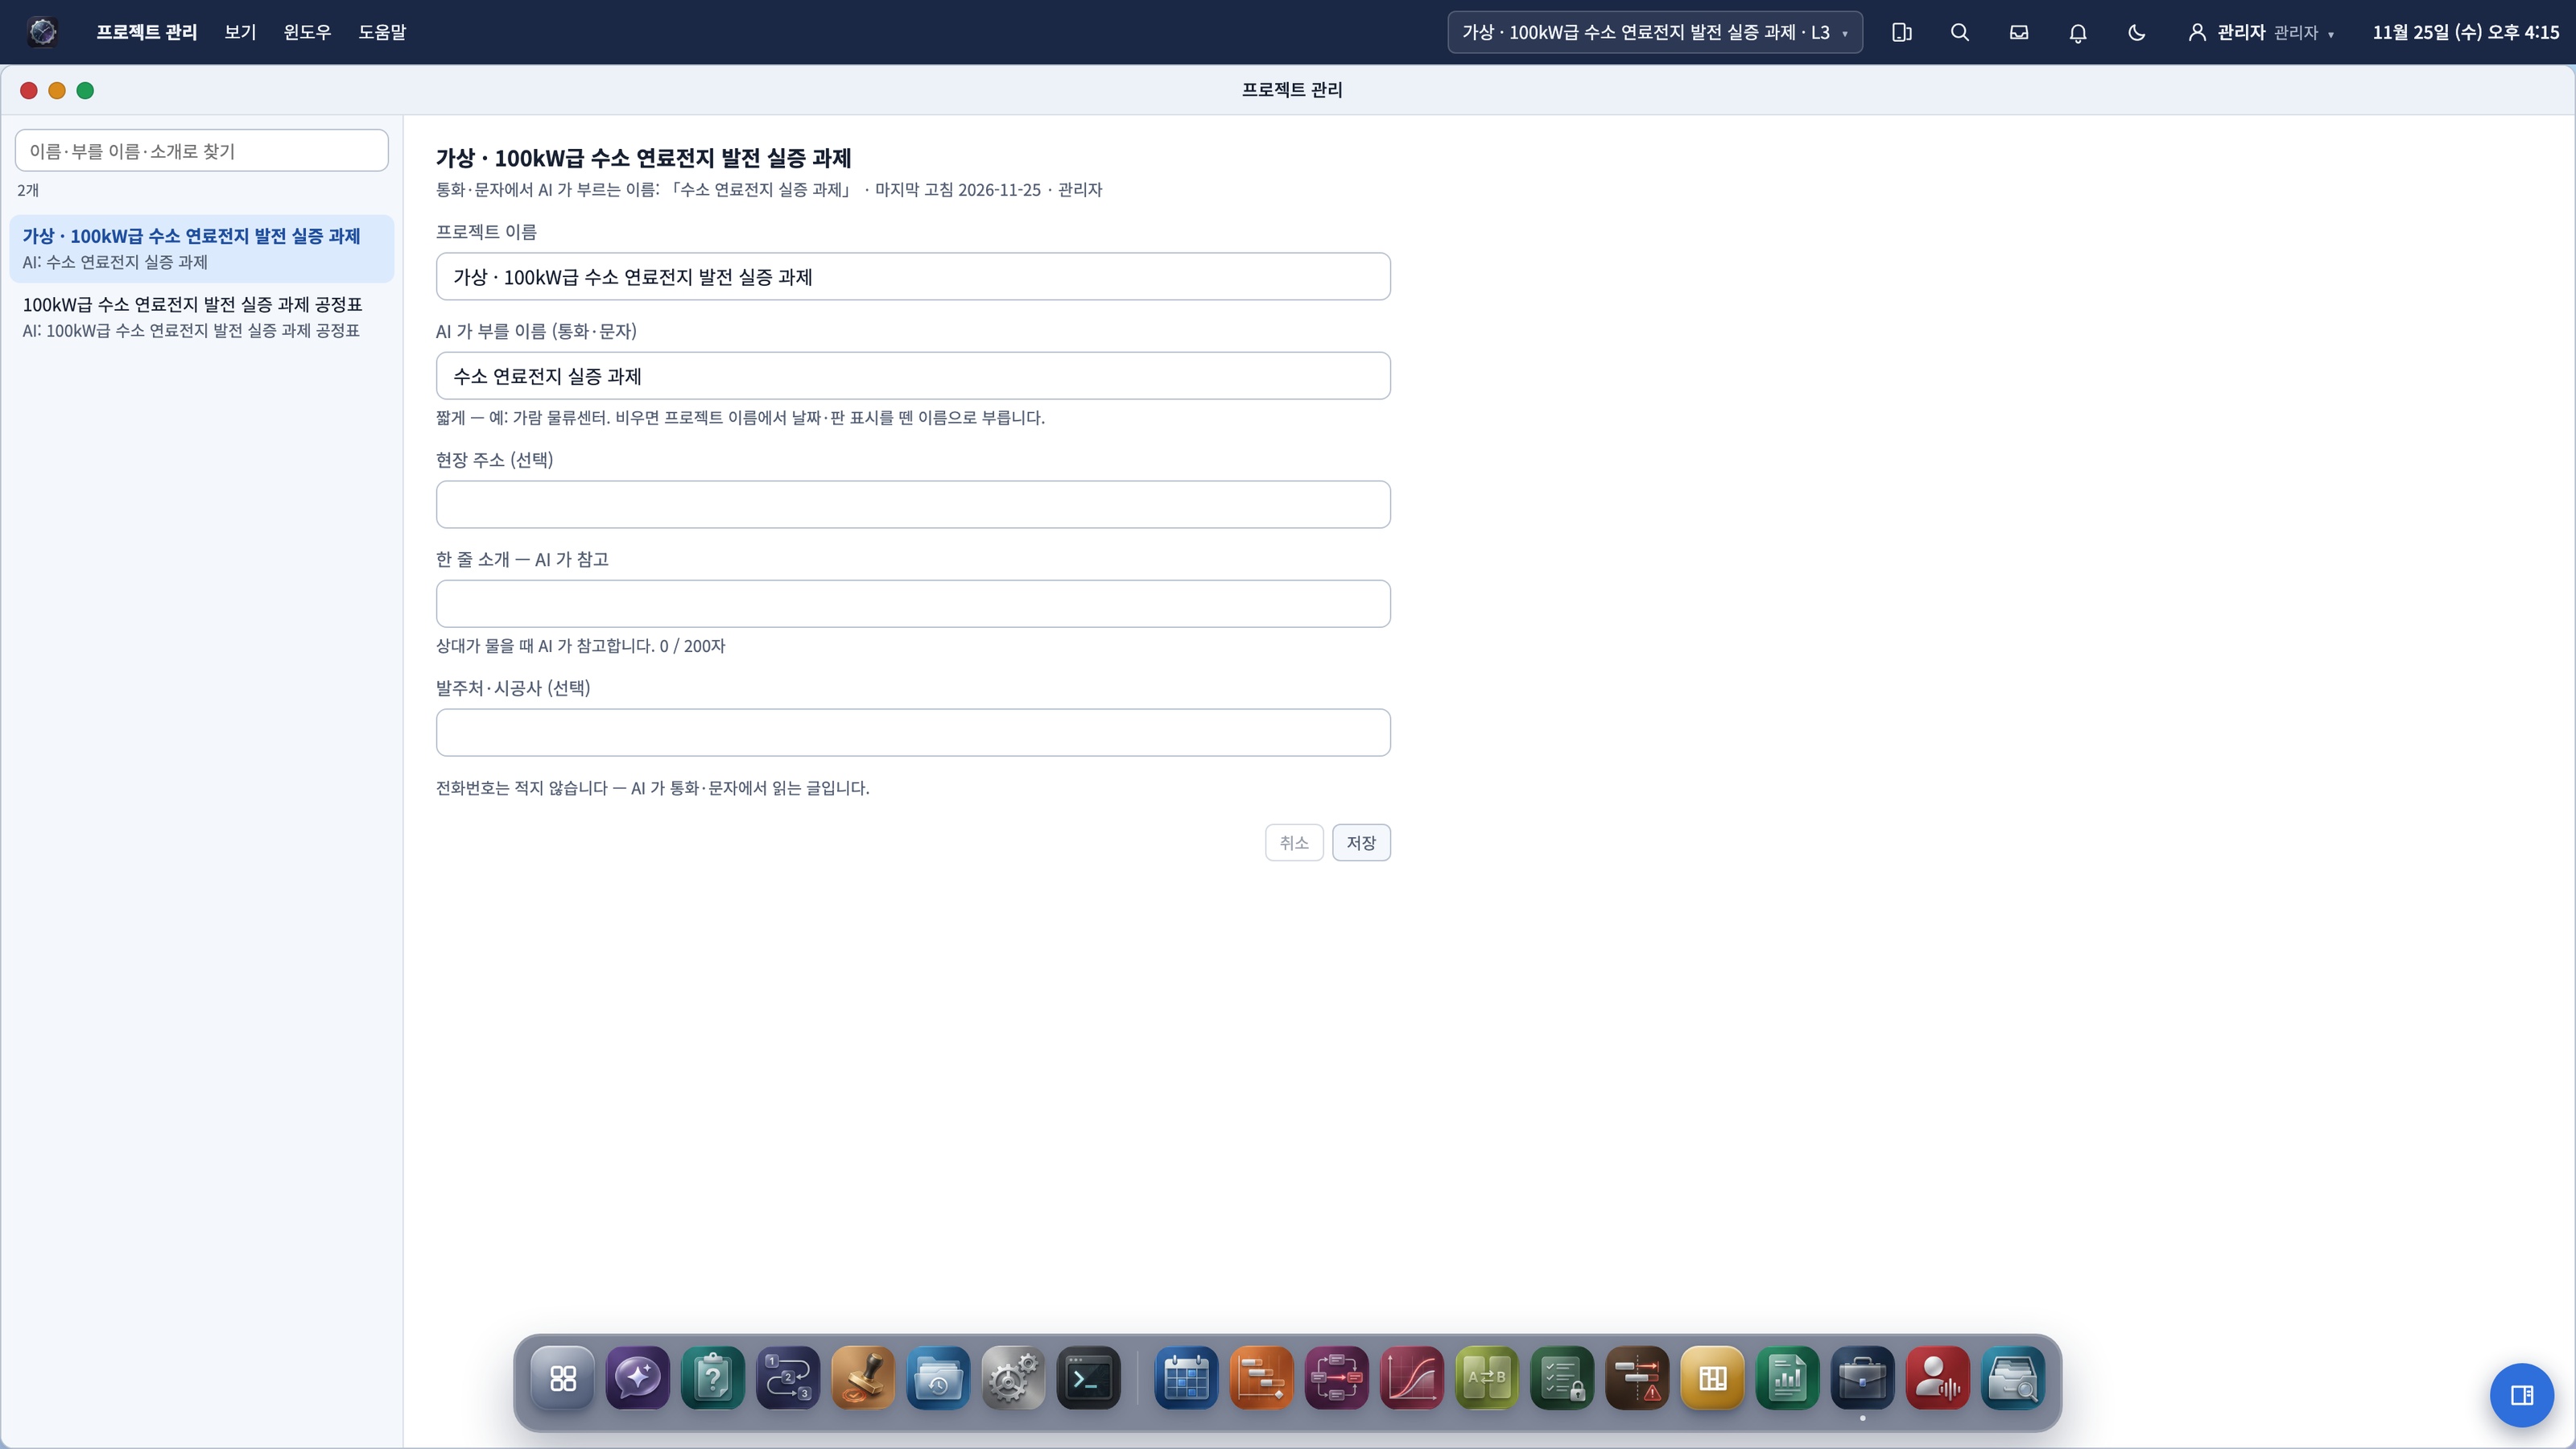 프로젝트 관리 보기 윈도우 도움말 가상 · 100kW급 수소 연료전지 발전 실증 과제 · L3 관리자 관리자 11월 25일 (수) 오후 4:15
프로젝트 관리
이름·부를 이름·소개로 찾기
2개
가상 · 100kW급 수소 연료전지 발전 실증 과제
AI: 수소 연료전지 실증 과제
100kW급 수소 연료전지 발전 실증 과제 공정표
AI: 100kW급 수소 연료전지 발전 실증 과제 공정표
가상 · 100kW급 수소 연료전지 발전 실증 과제
통화·문자에서 AI 가 부르는 이름: 「수소 연료전지 실증 과제」 · 마지막 고침 2026-11-25 · 관리자
프로젝트 이름
가상 · 100kW급 수소 연료전지 발전 실증 과제
AI 가 부를 이름 (통화·문자)
수소 연료전지 실증 과제
짧게 — 예: 가람 물류센터. 비우면 프로젝트 이름에서 날짜·판 표시를 뗀 이름으로 부릅니다.
현장 주소 (선택)
한 줄 소개 — AI 가 참고
상대가 물을 때 AI 가 참고합니다. 0 / 200자
발주처·시공사 (선택)
전화번호는 적지 않습니다 — AI 가 통화·문자에서 읽는 글입니다.
취소 저장
1 2 3 ? A⇄B